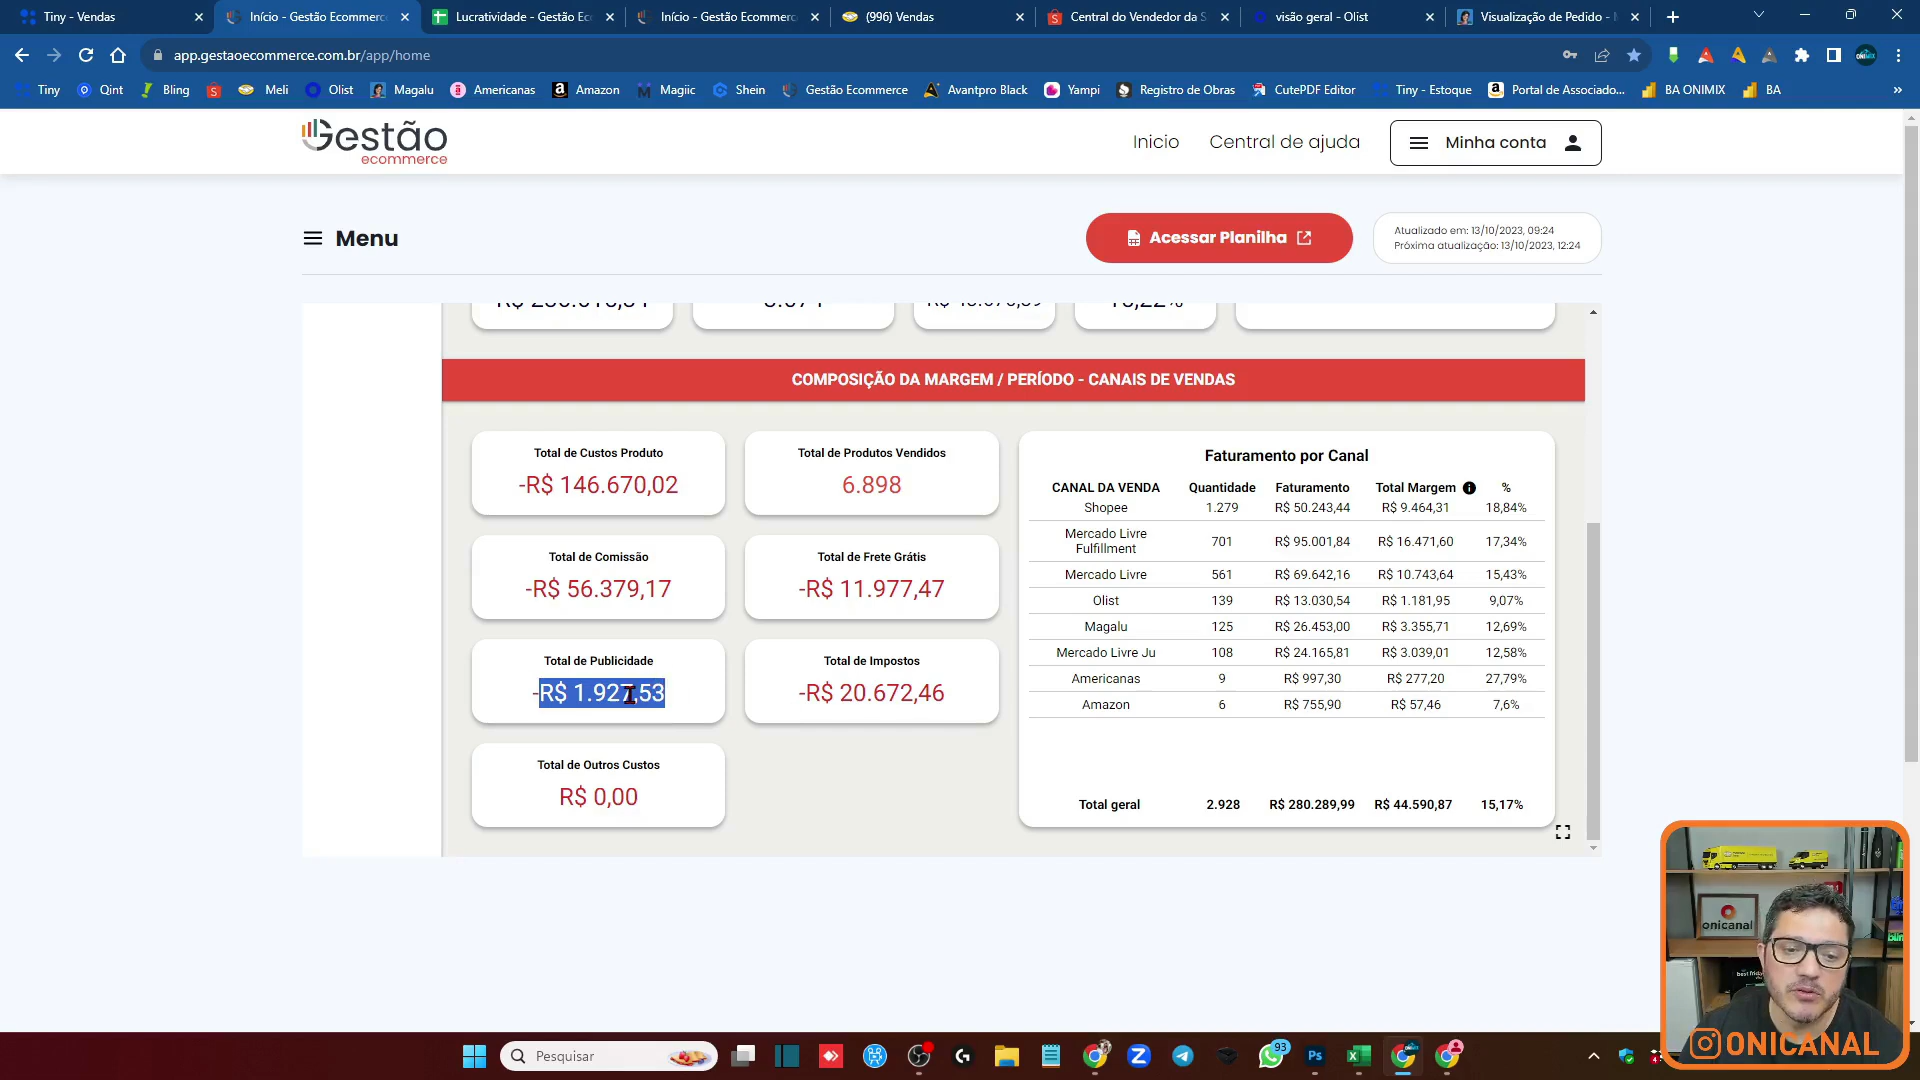 Tiny - Vendas
Início - Gestão Ecommerc
Lucratividade - Gestão Ec
Início - Gestão Ecommerc
(996) Vendas
Central do Vendedor da S
visão geral - Olist
Visualização de Pedido -
app.gestaoecommerce.com.br/app/home
Tiny
Qint
Bling
Meli
Olist
Magalu
Americanas
Amazon
Magiic
Shein
Gestão Ecommerce
Avantpro Black
Yampi
Registro de Obras
CutePDF Editor
Tiny - Estoque
Portal de Associado...
BA ONIMIX
BA
Gestão
ecommerce
Inicio
Central de ajuda
Minha conta
Menu
Acessar Planilha
Atualizado em: 13/10/2023, 09:24
Próxima atualização: 13/10/2023, 12:24
COMPOSIÇÃO DA MARGEM / PERÍODO - CANAIS DE VENDAS
Total de Custos Produto
-R$ 146.670,02
Total de Produtos Vendidos
6.898
Total de Comissão
-R$ 56.379,17
Total de Frete Grátis
-R$ 11.977,47
Total de Publicidade
-R$ 1.927,53
Total de Impostos
-R$ 20.672,46
Total de Outros Custos
R$ 0,00
Faturamento por Canal
CANAL DA VENDA Quantidade Faturamento Total Margem %
Shopee 1.279 R$ 50.243,44 R$ 9.464,31 18,84%
Mercado Livre
Fulfillment 701 R$ 95.001,84 R$ 16.471,60 17,34%
Mercado Livre 561 R$ 69.642,16 R$ 10.743,64 15,43%
Olist 139 R$ 13.030,54 R$ 1.181,95 9,07%
Magalu 125 R$ 26.453,00 R$ 3.355,71 12,69%
Mercado Livre Ju 108 R$ 24.165,81 R$ 3.039,01 12,58%
Americanas 9 R$ 997,30 R$ 277,20 27,79%
Amazon 6 R$ 755,90 R$ 57,46 7,6%
Total geral 2.928 R$ 280.289,99 R$ 44.590,87 15,17%
onicanal
ONICANAL
Pesquisar
93